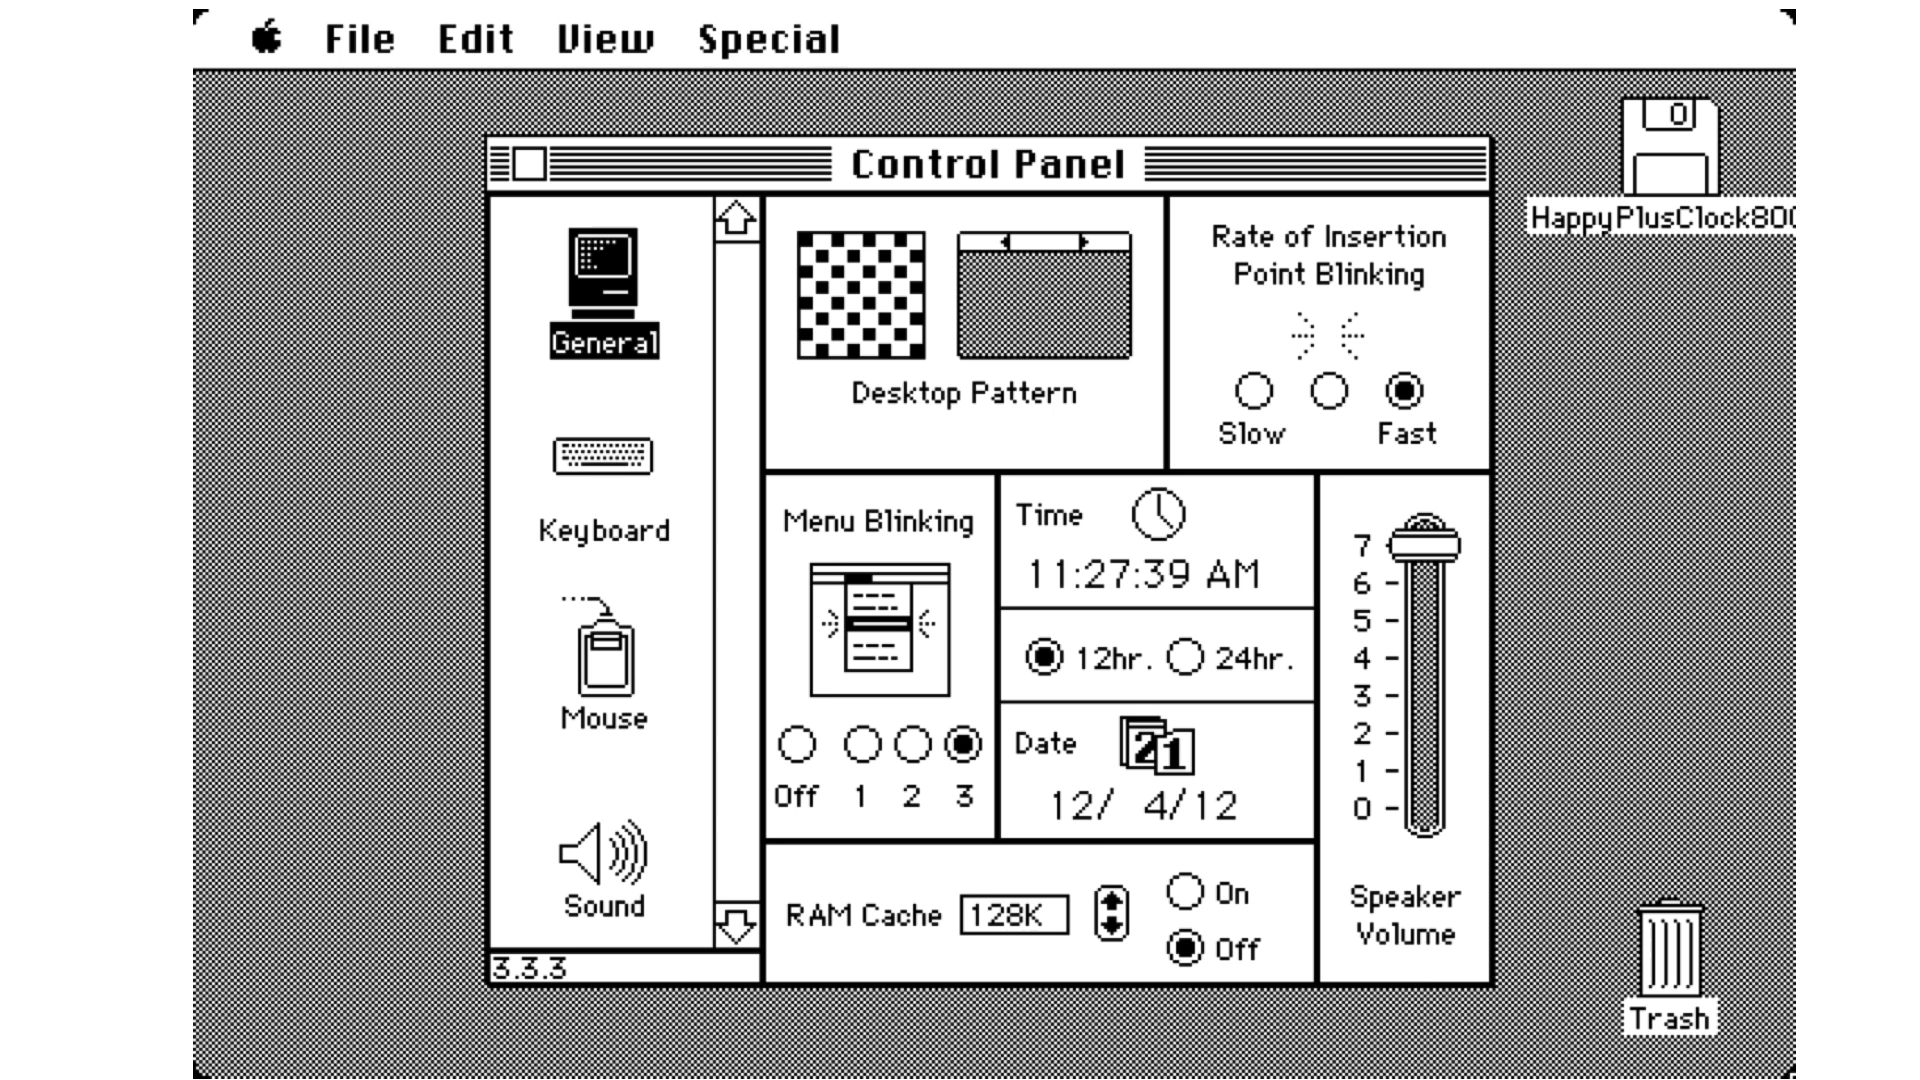 File Edit View Special
0
HappyPlusClock800
Control Panel
General
Keyboard
Mouse
Sound
3.3.3
Desktop Pattern
Rate of Insertion
Point Blinking
Slow Fast
Menu Blinking
Off 1 2 3
Time
11:27:39 AM
12hr. 24hr.
Date
21
12/ 4/12
RAM Cache 128K
On
Off
7
6
5
4
3
2
1
0
Speaker
Volume
Trash